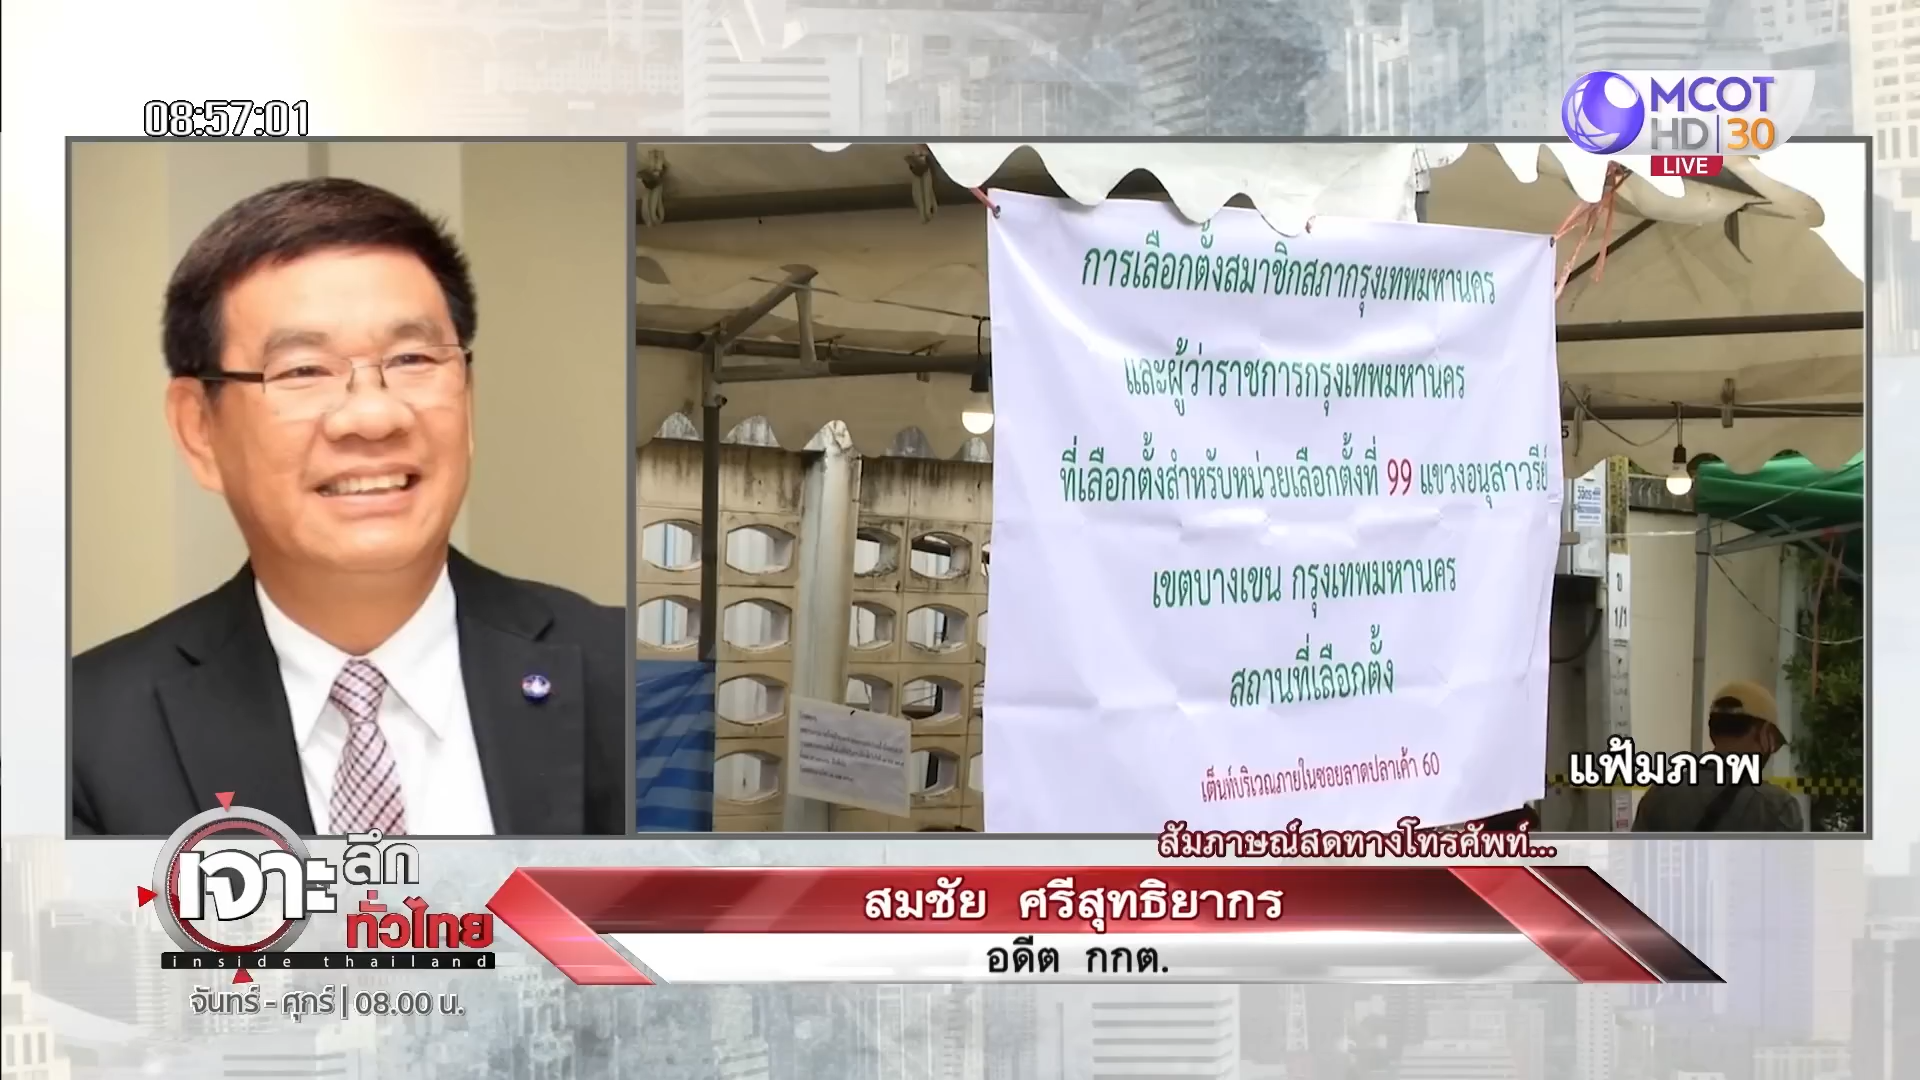 08:57:01
MCOT
HD 30
LIVE
การเลือกตั้งสมาชิกสภากรุงเทพมหานคร
และผู้ว่าราชการกรุงเทพมหานคร
ที่เลือกตั้งสำหรับหน่วยเลือกตั้งที่ 99 แขวงอนุสาวรีย์
เขตบางเขน กรุงเทพมหานคร
สถานที่เลือกตั้ง
เต็นท์บริเวณภายในซอยลาดปลาเค้า 60
1/1
แฟ้มภาพ
สัมภาษณ์สดทางโทรศัพท์...
สมชัย ศรีสุทธิยากร
อดีต กกต.
เจาะลึก
ทั่วไทย
inside thailand
จันทร์ - ศุกร์ | 08.00 น.